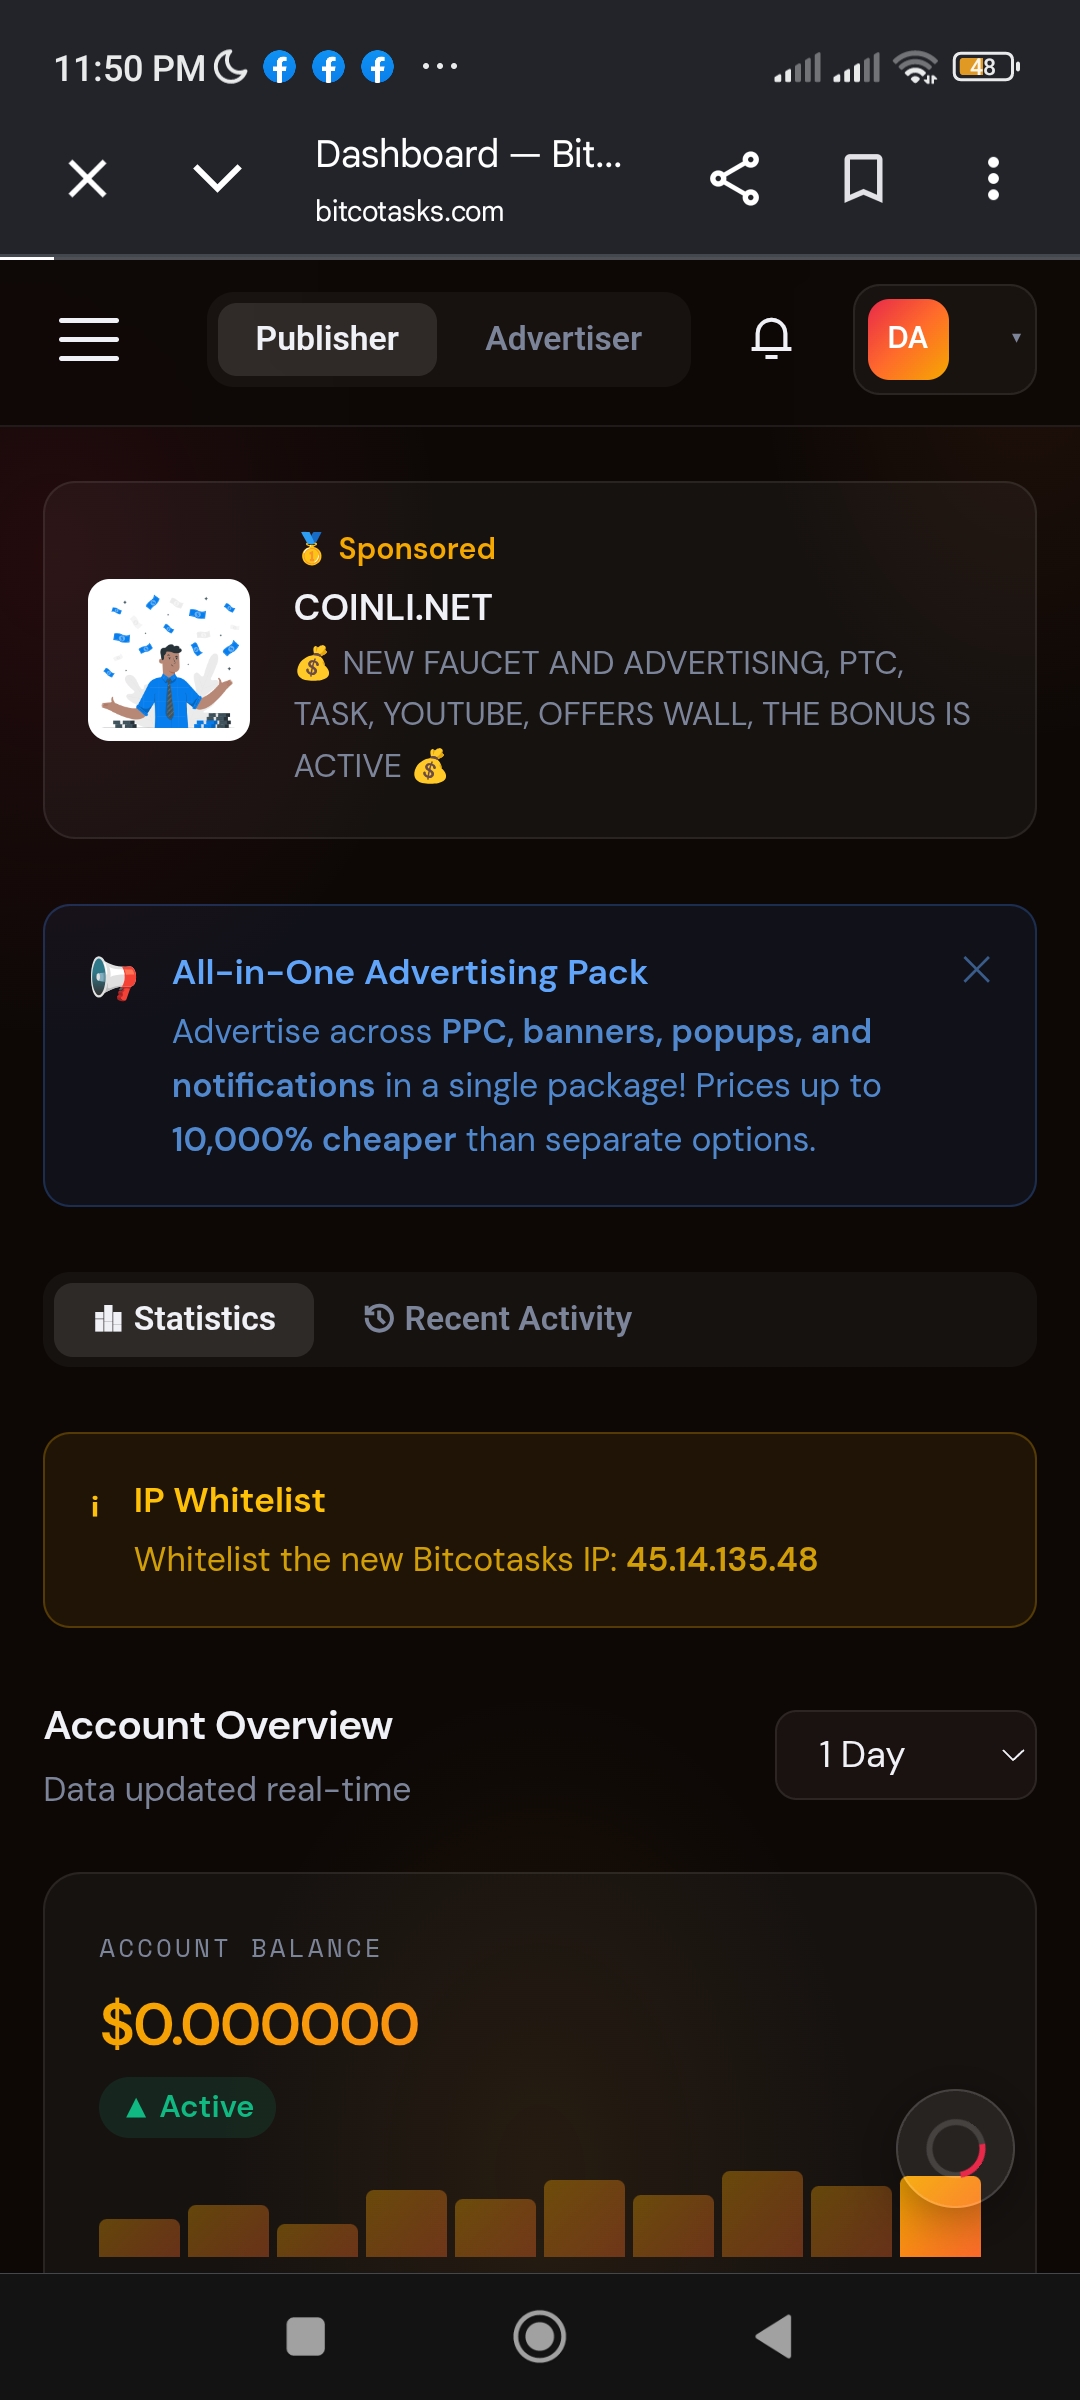 11:50 PM
48
Dashboard — Bit...
bitcotasks.com
Publisher
Advertiser
DA
Sponsored
COINLI.NET
💰 NEW FAUCET AND ADVERTISING, PTC,
TASK, YOUTUBE, OFFERS WALL, THE BONUS IS
ACTIVE 💰
All-in-One Advertising Pack
Advertise across PPC, banners, popups, and
notifications in a single package! Prices up to
10,000% cheaper than separate options.
Statistics
Recent Activity
IP Whitelist
Whitelist the new Bitcotasks IP: 45.14.135.48
Account Overview
1 Day
Data updated real-time
ACCOUNT BALANCE
$0.000000
▲ Active